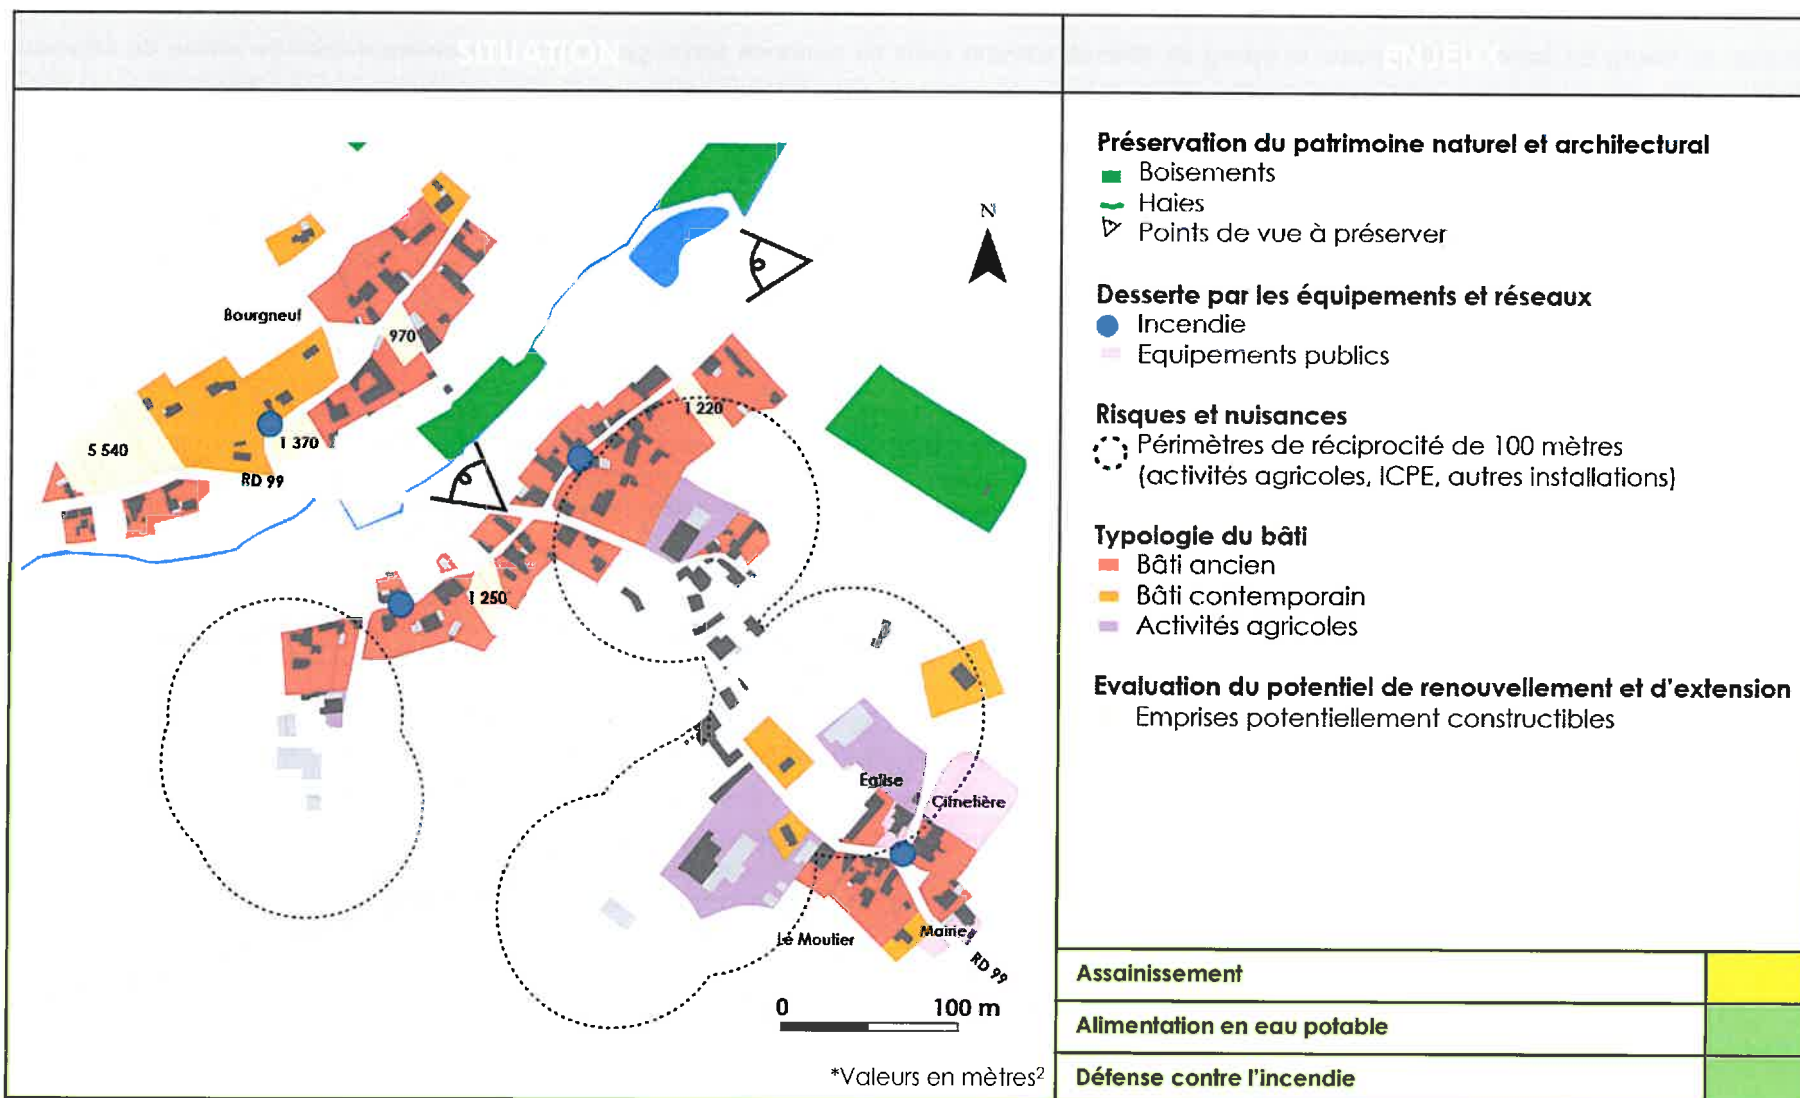 SITUATION
ENJEUX
Bourgneuf
970
1 220
5 540
1 370
RD 99
1 250
Eglise
Cimetière
Le Moutier
Mairie
RD 99
N
0 100 m
*Valeurs en mètres²
Préservation du patrimoine naturel et architectural
Boisements
Haies
Points de vue à préserver
Desserte par les équipements et réseaux
Incendie
Equipements publics
Risques et nuisances
Périmètres de réciprocité de 100 mètres
(activités agricoles, ICPE, autres installations)
Typologie du bâti
Bâti ancien
Bâti contemporain
Activités agricoles
Evaluation du potentiel de renouvellement et d'extension
Emprises potentiellement constructibles
Assainissement
Alimentation en eau potable
Défense contre l'incendie